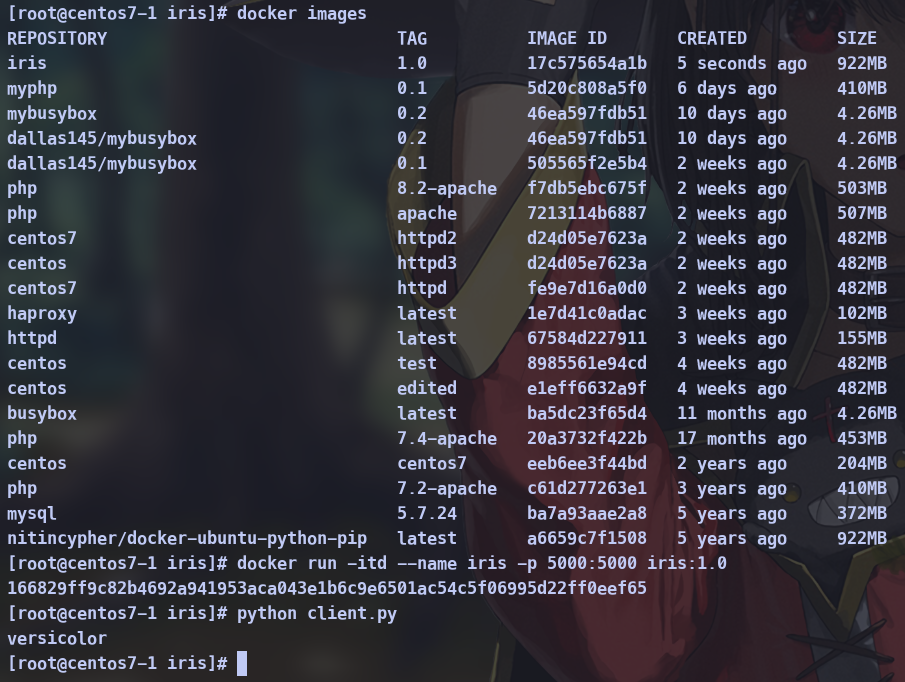 [root@centos7-1 iris]# docker images
REPOSITORY TAG IMAGE ID CREATED SIZE
iris 1.0 17c575654a1b 5 seconds ago 922MB
myphp 0.1 5d20c808a5f0 6 days ago 410MB
mybusybox 0.2 46ea597fdb51 10 days ago 4.26MB
dallas145/mybusybox 0.2 46ea597fdb51 10 days ago 4.26MB
dallas145/mybusybox 0.1 505565f2e5b4 2 weeks ago 4.26MB
php 8.2-apache f7db5ebc675f 2 weeks ago 503MB
php apache 7213114b6887 2 weeks ago 507MB
centos7 httpd2 d24d05e7623a 2 weeks ago 482MB
centos httpd3 d24d05e7623a 2 weeks ago 482MB
centos7 httpd fe9e7d16a0d0 2 weeks ago 482MB
haproxy latest 1e7d41c0adac 3 weeks ago 102MB
httpd latest 67584d227911 3 weeks ago 155MB
centos test 8985561e94cd 4 weeks ago 482MB
centos edited e1eff6632a9f 4 weeks ago 482MB
busybox latest ba5dc23f65d4 11 months ago 4.26MB
php 7.4-apache 20a3732f422b 17 months ago 453MB
centos centos7 eeb6ee3f44bd 2 years ago 204MB
php 7.2-apache c61d277263e1 3 years ago 410MB
mysql 5.7.24 ba7a93aae2a8 5 years ago 372MB
nitincypher/docker-ubuntu-python-pip latest a6659c7f1508 5 years ago 922MB
[root@centos7-1 iris]# docker run -itd --name iris -p 5000:5000 iris:1.0
166829ff9c82b4692a941953aca043e1b6c9e6501ac54c5f06995d22ff0eef65
[root@centos7-1 iris]# python client.py
versicolor
[root@centos7-1 iris]#